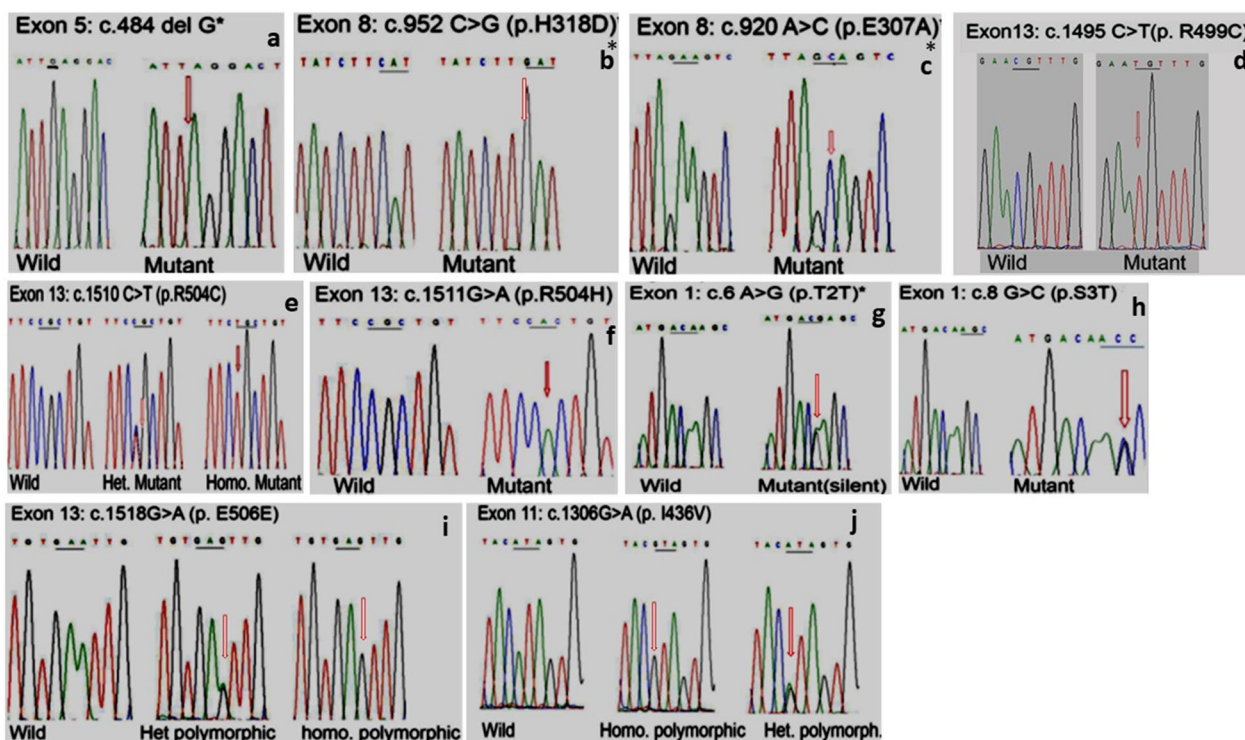 Exon 5: c.484 del G*
a
A T T G A G G A C
A T T A G G A C T
Wild
Mutant
Exon 8: c.952 C>G (p.H318D)*
b
T A T C T T C A T
T A T C T T G A T
Wild
Mutant
Exon 8: c.920 A>C (p.E307A)*
c
T T A G A A G T C
T T A G C A G T C
Wild
Mutant
Exon13: c.1495 C>T(p. R499C)
d
G A A C G T T T G
G A A T G T T T G
Wild
Mutant
Exon 13: c.1510 C>T (p.R504C)
e
T T C C G C T G T
T T C C G C T G T
T T C T G C T G T
Wild
Het. Mutant
Homo. Mutant
Exon 13: c.1511G>A (p.R504H)
f
T T C C G C T G T
T T C C A C T G T
Wild
Mutant
Exon 1: c.6 A>G (p.T2T)*
g
A T G A C A A G C
A T G A C G A G C
Wild
Mutant(silent)
Exon 1: c.8 G>C (p.S3T)
h
A T G A C A A G C
A T G A C A A C C
Wild
Mutant
Exon 13: c.1518G>A (p. E506E)
i
T G T G A A T T G
T G T G A G T T G
T G T G A G T T G
Wild
Het polymorphic
homo. polymorphic
Exon 11: c.1306G>A (p. I436V)
j
T A C A T A G T G
T A C G T A G T G
T A C A T A G T G
Wild
Homo. polymorphic
Het. polymorph.